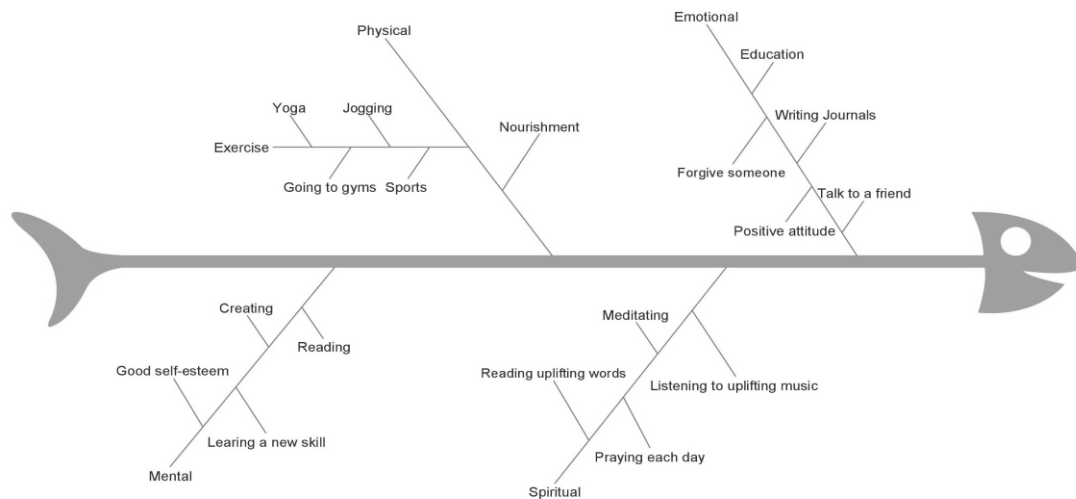 Physical
Emotional
Education
Yoga
Jogging
Writing Journals
Nourishment
Exercise
Forgive someone
Going to gyms
Sports
Talk to a friend
Positive attitude
Creating
Meditating
Reading
Good self-esteem
Reading uplifting words
Listening to uplifting music
Learing a new skill
Praying each day
Mental
Spiritual